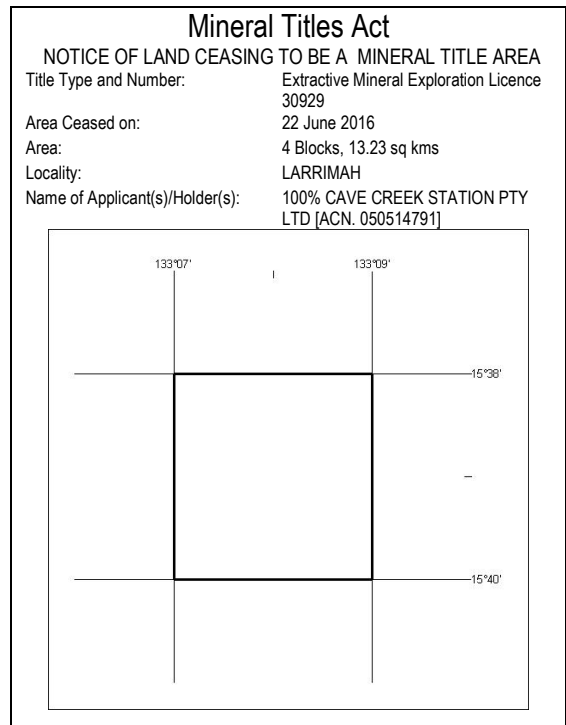 Mineral Titles Act
NOTICE OF LAND CEASING TO BE A MINERAL TITLE AREA
Title Type and Number: Extractive Mineral Exploration Licence
30929
Area Ceased on: 22 June 2016
Area: 4 Blocks, 13.23 sq kms
Locality: LARRIMAH
Name of Applicant(s)/Holder(s): 100% CAVE CREEK STATION PTY
LTD [ACN. 050514791]
133°07' 133°09'
15°38'
15°40'